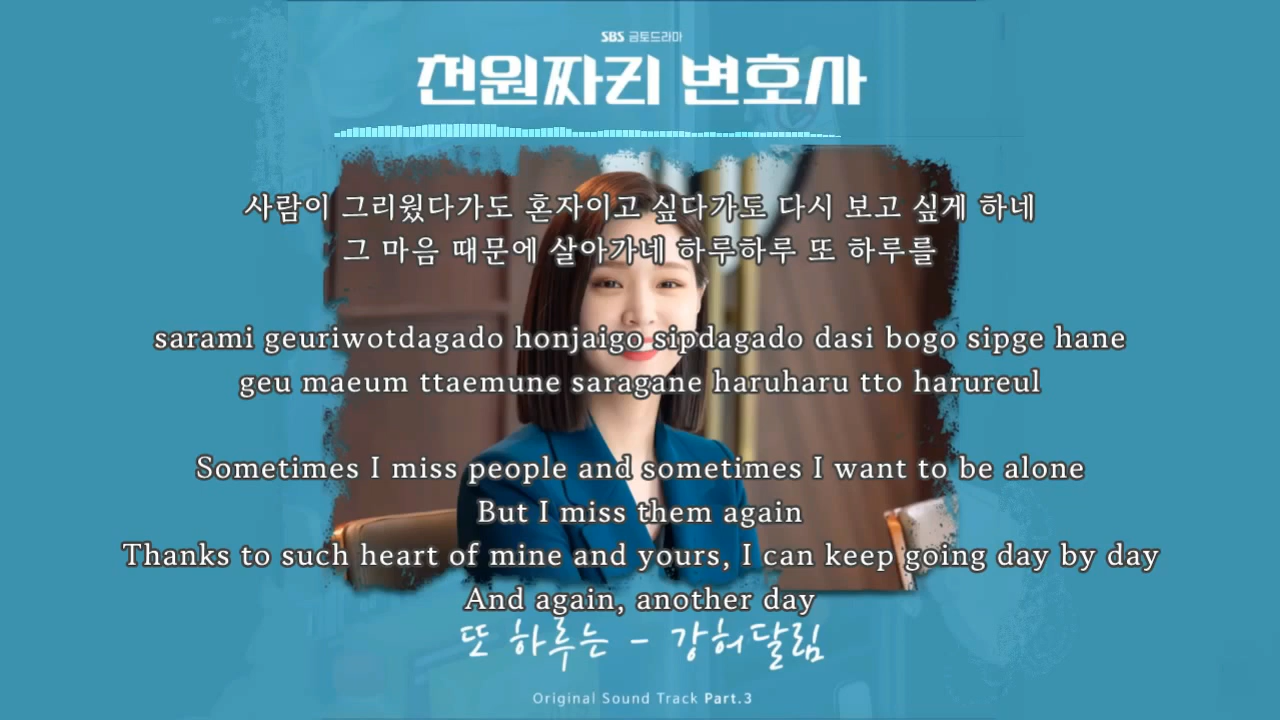 SBS 금토드라마
천원짜리 변호사
사람이 그리웠다가도 혼자이고 싶다가도 다시 보고 싶게 하네
그 마음 때문에 살아가네 하루하루 또 하루를
sarami geuriwotdagado honjaigo sipdagado dasi bogo sipge hane
geu maeum ttaemune saragane haruharu tto harureul
Sometimes I miss people and sometimes I want to be alone
But I miss them again
Thanks to such heart of mine and yours, I can keep going day by day
And again, another day
또 하루는 - 강허달림
Original Sound Track Part.3